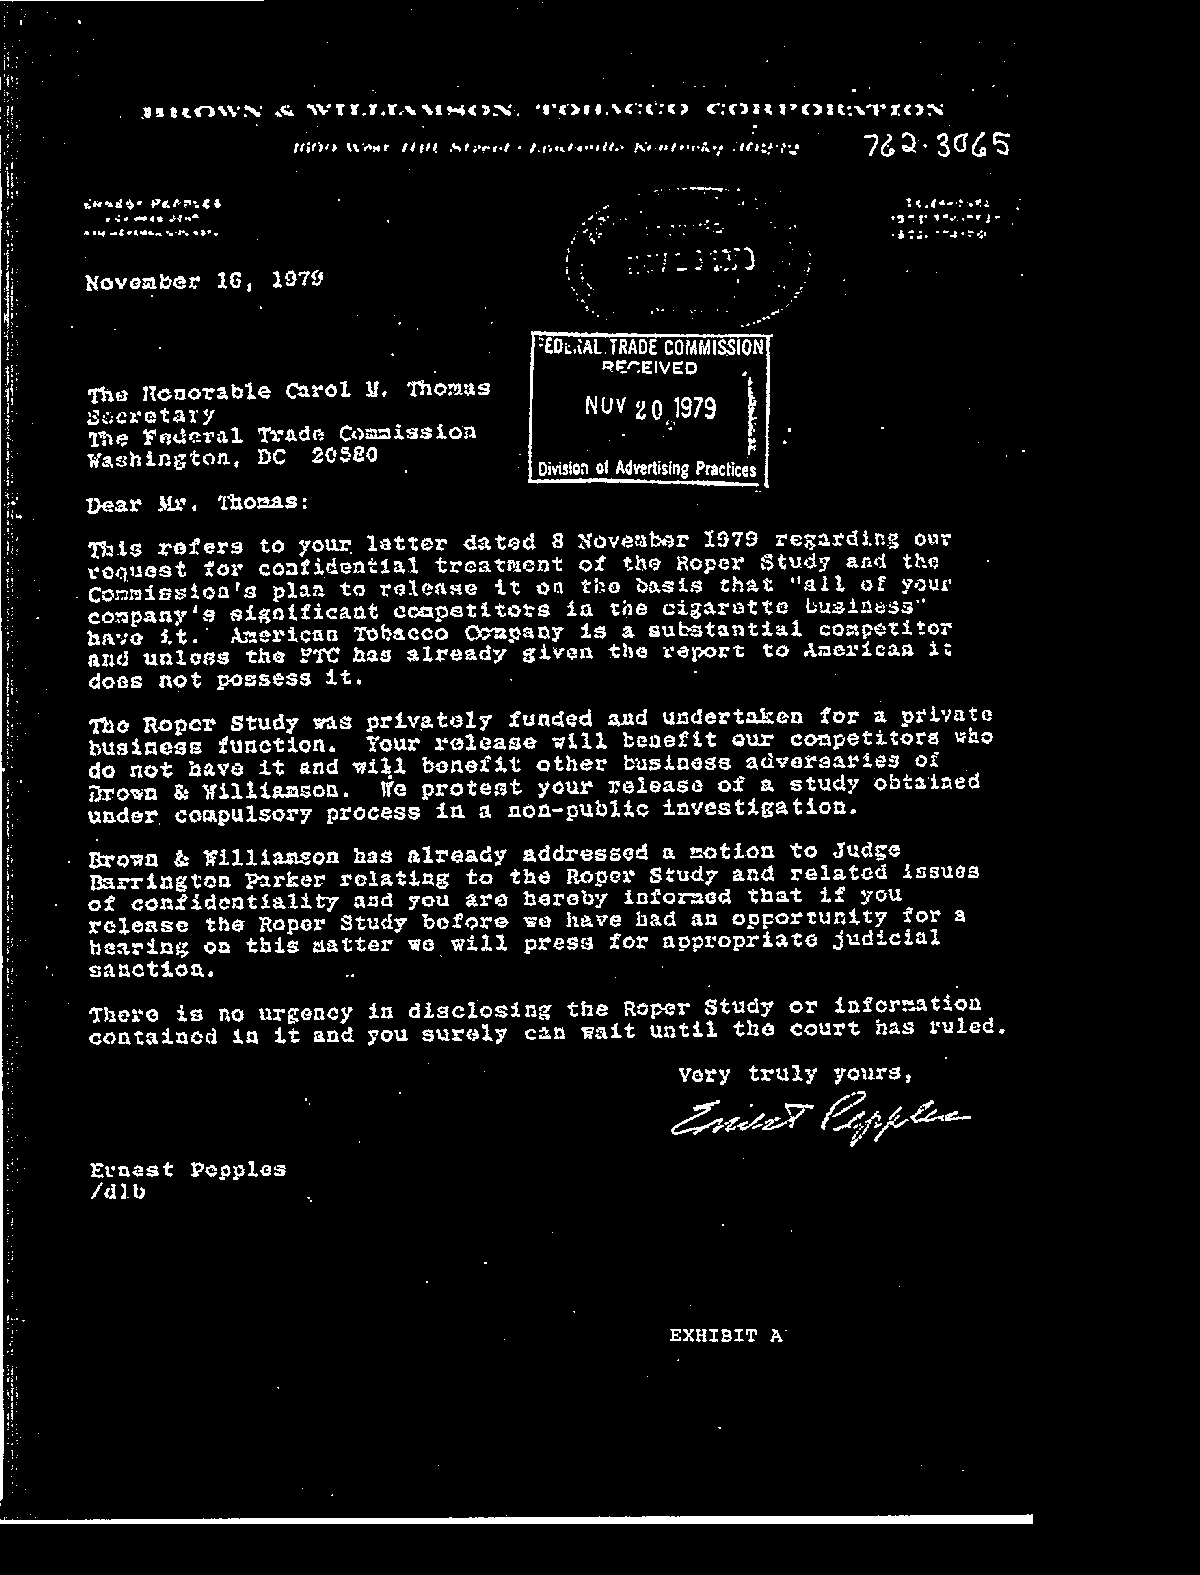 BROWN & WILLIAMSON TOBACCO CORPORATION
1600 West Hill Street · Louisville Kentucky
762-3065
ERNEST PEPPLES
November 16, 1979
FEDERAL TRADE COMMISSION
RECEIVED
NOV 20 1979
Division of Advertising Practices
The Honorable Carol M. Thomas
Secretary
The Federal Trade Commission
Washington, DC 20580
Dear Mr. Thomas:
This refers to your letter dated 8 November 1979 regarding our
request for confidential treatment of the Roper Study and the
Commission's plan to release it on the basis that "all of your
company's significant competitors in the cigarette business"
have it. American Tobacco Company is a substantial competitor
and unless the FTC has already given the report to American it
does not possess it.
The Roper Study was privately funded and undertaken for a private
business function. Your release will benefit our competitors who
do not have it and will benefit other business adversaries of
Brown & Williamson. We protest your release of a study obtained
under compulsory process in a non-public investigation.
Brown & Williamson has already addressed a motion to Judge
Barrington Parker relating to the Roper Study and related issues
of confidentiality and you are hereby informed that if you
release the Roper Study before we have had an opportunity for a
hearing on this matter we will press for appropriate judicial
sanction.
There is no urgency in disclosing the Roper Study or information
contained in it and you surely can wait until the court has ruled.
Very truly yours,
Ernest Pepples
Ernest Pepples
/dlb
EXHIBIT A